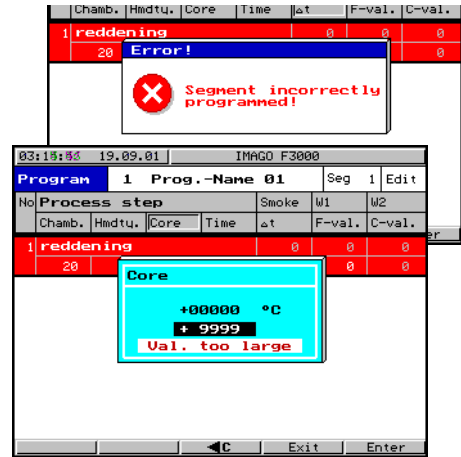 Chamb. Hmdty. Core Time △t F-val. C-val.
1 reddening 0 0 0
20 0
Error!
Segment incorrectly
programmed!
03:16: 19.09.01 IMAGO F3000
Program 1 Prog.-Name 01 Seg 1 Edit
No Process step Smoke W1 W2
Chamb. Hmdty. Core Time △t F-val. C-val.
1 reddening 0 0 0
20 0 0
Core
+00000 °C
+ 9999
Val. too large
◀C Exit Enter
er